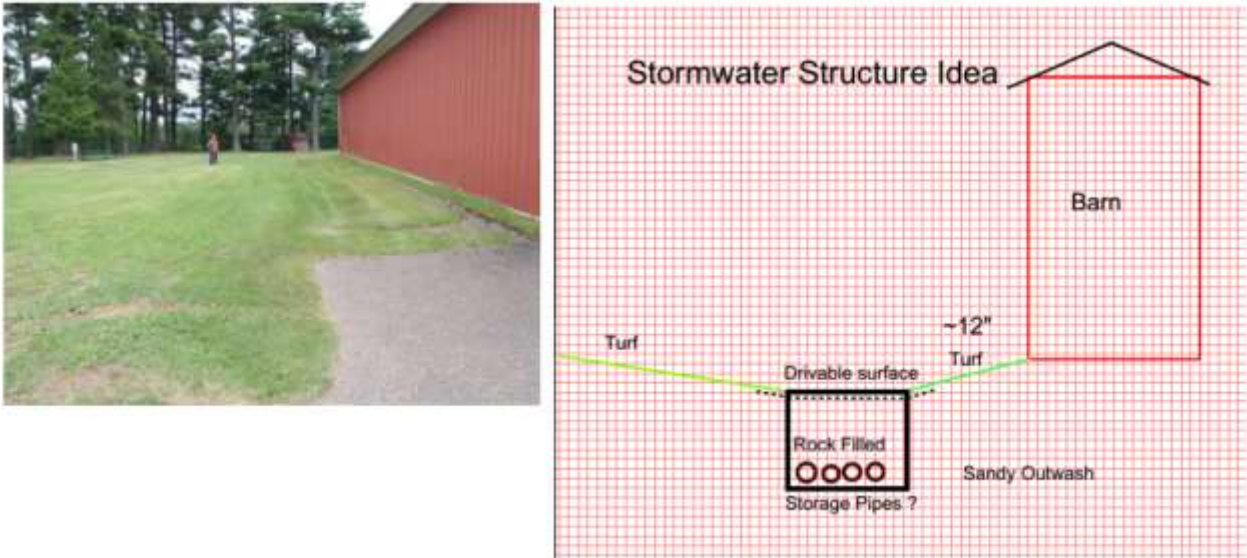 Stormwater Structure Idea
Barn
~12"
Turf
Turf
Drivable surface
Rock Filled
Sandy Outwash
Storage Pipes ?